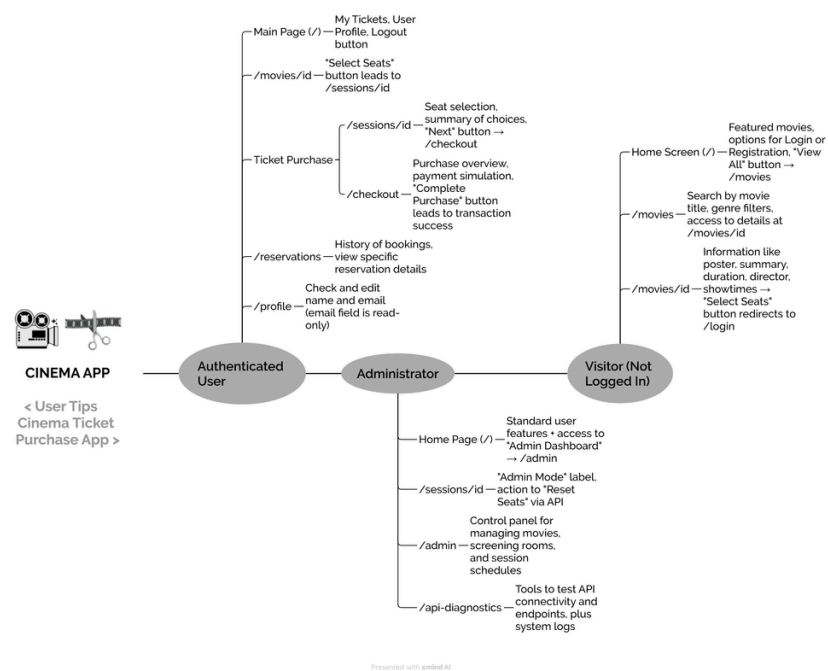 Main Page (/)
My Tickets, User
Profile, Logout
button
/movies/id
"Select Seats"
button leads to
/sessions/id
Ticket Purchase
/sessions/id
Seat selection,
summary of choices,
"Next" button →
/checkout
/checkout
Purchase overview,
payment simulation,
"Complete
Purchase" button
leads to transaction
success
/reservations
History of bookings,
view specific
reservation details
/profile
Check and edit
name and email
(email field is read-
only)
Home Screen (/)
Featured movies,
options for Login or
Registration, "View
All" button →
/movies
/movies
Search by movie
title, genre filters,
access to details at
/movies/id
/movies/id
Information like
poster, summary,
duration, director,
showtimes →
"Select Seats"
button redirects to
/login
CINEMA APP
< User Tips
Cinema Ticket
Purchase App >
Authenticated
User
Administrator
Visitor (Not
Logged In)
Home Page (/)
Standard user
features + access to
"Admin Dashboard"
→ /admin
/sessions/id
"Admin Mode" label,
action to "Reset
Seats" via API
/admin
Control panel for
managing movies,
screening rooms,
and session
schedules
/api-diagnostics
Tools to test API
connectivity and
endpoints, plus
system logs
Presented with xmind AI